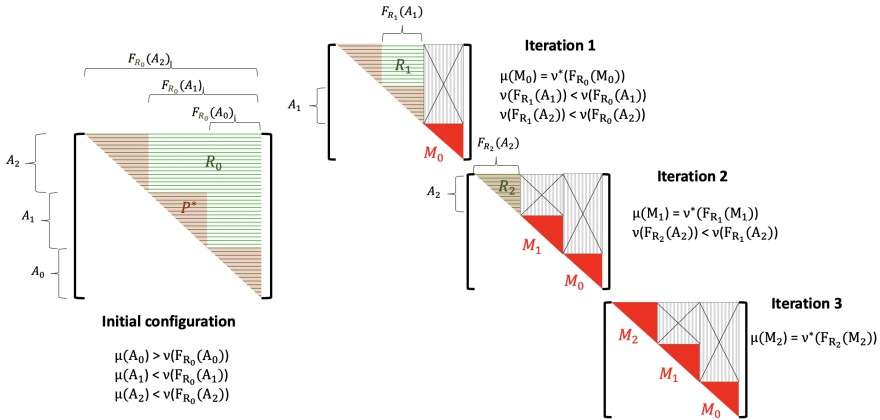 F_{R_0}(A_2)_j
F_{R_0}(A_1)_j
F_{R_0}(A_0)_j
A_2
A_1
A_0
R_0
P*
Initial configuration
μ(A_0) > ν(F_{R_0}(A_0))
μ(A_1) < ν(F_{R_0}(A_1))
μ(A_2) < ν(F_{R_0}(A_2))
F_{R_1}(A_1)
A_1
R_1
M_0
Iteration 1
μ(M_0) = ν*(F_{R_0}(M_0))
ν(F_{R_1}(A_1)) < ν(F_{R_0}(A_1))
ν(F_{R_1}(A_2)) < ν(F_{R_0}(A_2))
F_{R_2}(A_2)
A_2
R_2
M_1
M_0
Iteration 2
μ(M_1) = ν*(F_{R_1}(M_1))
ν(F_{R_2}(A_2)) < ν(F_{R_1}(A_2))
Iteration 3
M_2
M_1
M_0
μ(M_2) = ν*(F_{R_2}(M_2))